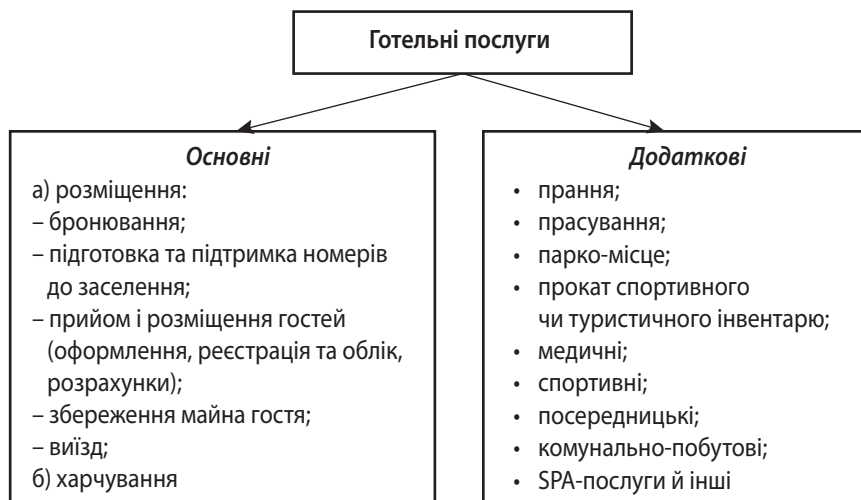 Готельні послуги
Основні
а) розміщення:
– бронювання;
– підготовка та підтримка номерів
до заселення;
– прийом і розміщення гостей
(оформлення, реєстрація та облік,
розрахунки);
– збереження майна гостя;
– виїзд;
б) харчування
Додаткові
• прання;
• прасування;
• парко-місце;
• прокат спортивного
чи туристичного інвентарю;
• медичні;
• спортивні;
• посередницькі;
• комунально-побутові;
• SPA-послуги й інші